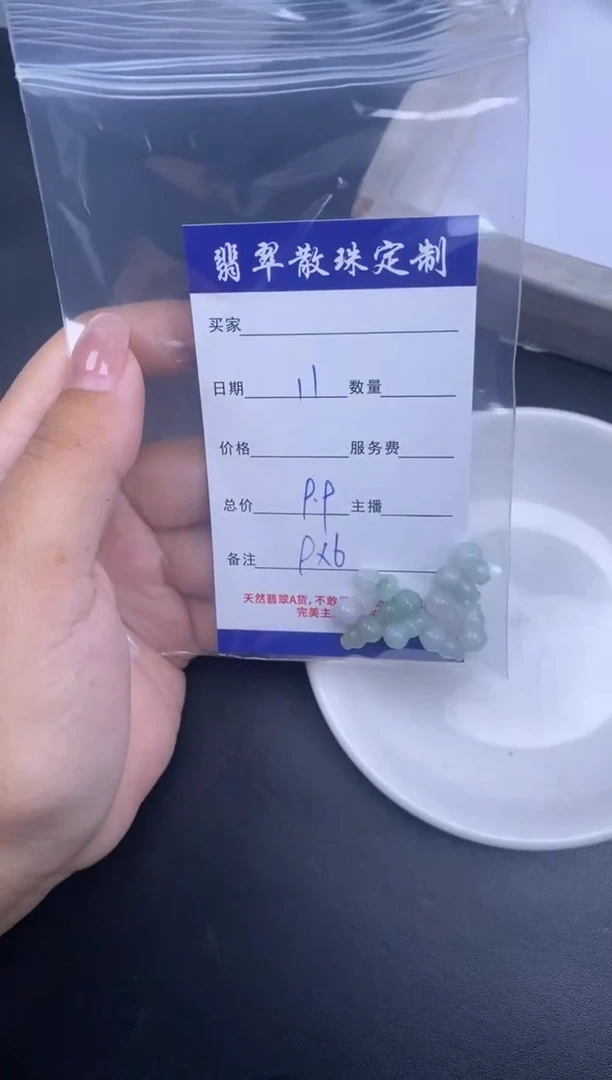 翡翠散珠定制
买家
日期 11 数量
价格 服务费
总价 P.P 主播
备注 Px6
天然翡翠A货，不敢
完美主